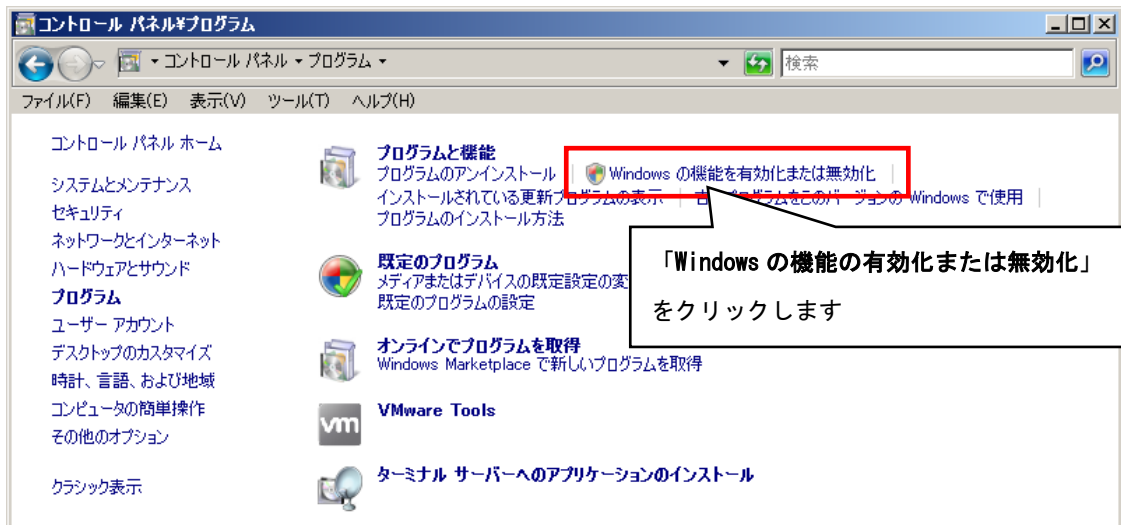 コントロール パネル¥プログラム
コントロール パネル ▾ プログラム ▾
検索
ファイル(F) 編集(E) 表示(V) ツール(T) ヘルプ(H)
コントロール パネル ホーム
システムとメンテナンス
セキュリティ
ネットワークとインターネット
ハードウェアとサウンド
プログラム
ユーザー アカウント
デスクトップのカスタマイズ
時計、言語、および地域
コンピュータの簡単操作
その他のオプション
クラシック表示
プログラムと機能
プログラムのアンインストール | Windows の機能を有効化または無効化
インストールされている更新プログラムの表示 | プログラムをこのバージョンの Windows で使用
プログラムのインストール方法
既定のプログラム
メディアまたはデバイスの既定設定の変
既定のプログラムの設定
オンラインでプログラムを取得
Windows Marketplace で新しいプログラムを取得
vm
VMware Tools
ターミナル サーバーへのアプリケーションのインストール
「Windows の機能の有効化または無効化」
をクリックします